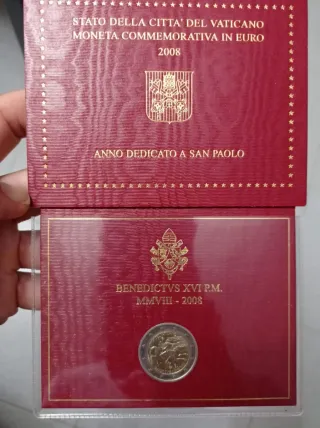 STATO DELLA CITTA' DEL VATICANO
MONETA COMMEMORATIVA IN EURO
2008
ANNO DEDICATO A SAN PAOLO
BENEDICTVS XVI P.M.
MMVIII - 2008